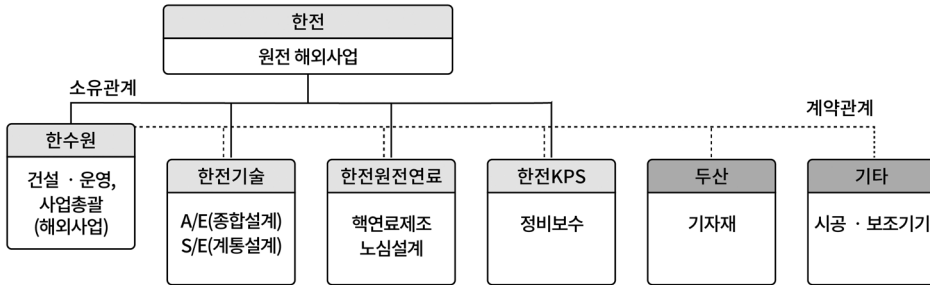 한전
원전 해외사업
소유관계
계약관계
한수원
건설 · 운영,
사업총괄
(해외사업)
한전기술
A/E(종합설계)
S/E(계통설계)
한전원전연료
핵연료제조
노심설계
한전KPS
정비보수
두산
기자재
기타
시공 · 보조기기